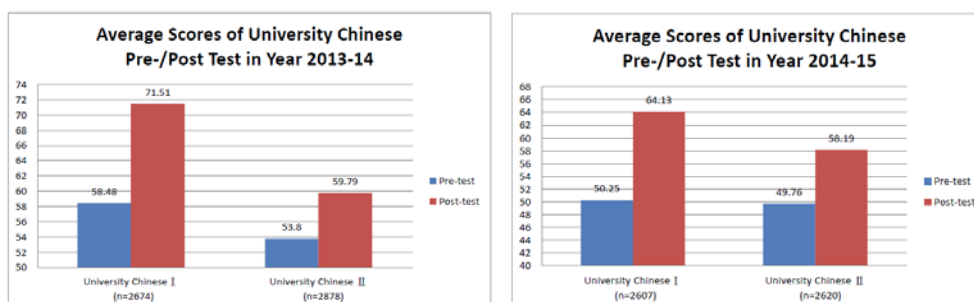 Average Scores of University Chinese
Pre-/Post Test in Year 2013-14
74
72
70
68
66
64
62
60
58
56
54
52
50
71.51
58.48
59.79
53.8
Pre-test
Post-test
University Chinese Ⅰ
(n=2674)
University Chinese Ⅱ
(n=2878)
Average Scores of University Chinese
Pre-/Post Test in Year 2014-15
68
66
64
62
60
58
56
54
52
50
48
46
44
42
40
64.13
50.25
58.19
49.76
Pre-test
Post-test
University Chinese Ⅰ
(n=2607)
University Chinese Ⅱ
(n=2620)